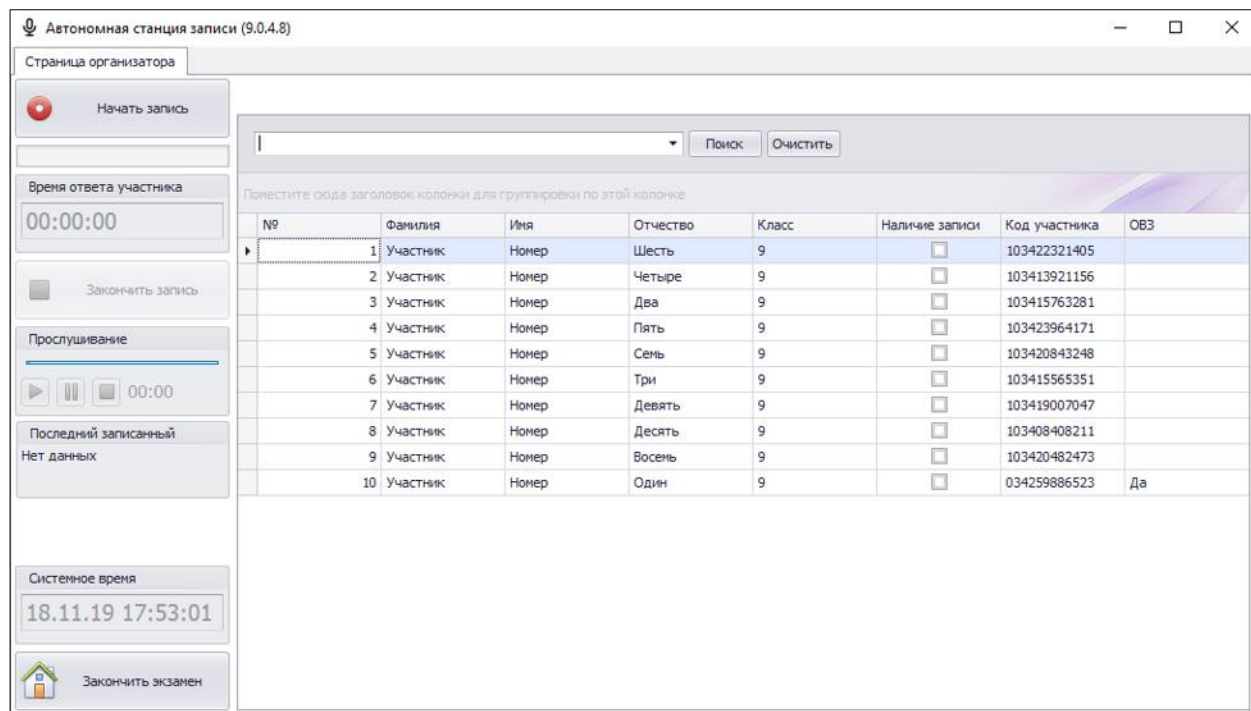 Автономная станция записи (9.0.4.8)
Страница организатора
Начать запись
Поиск Очистить
Время ответа участника
00:00:00
Поместите сюда заголовок колонки для группировки по этой колонке
№ Фамилия Имя Отчество Класс Наличие записи Код участника ОВЗ
1 Участник Номер Шесть 9 103422321405
2 Участник Номер Четыре 9 103413921156
3 Участник Номер Два 9 103415763281
4 Участник Номер Пять 9 103423964171
5 Участник Номер Семь 9 103420843248
6 Участник Номер Три 9 103415565351
7 Участник Номер Девять 9 103419007047
8 Участник Номер Десять 9 103408408211
9 Участник Номер Восемь 9 103420482473
10 Участник Номер Один 9 034259886523 Да
Закончить запись
Прослушивание
00:00
Последний записанный
Нет данных
Системное время
18.11.19 17:53:01
Закончить экзамен